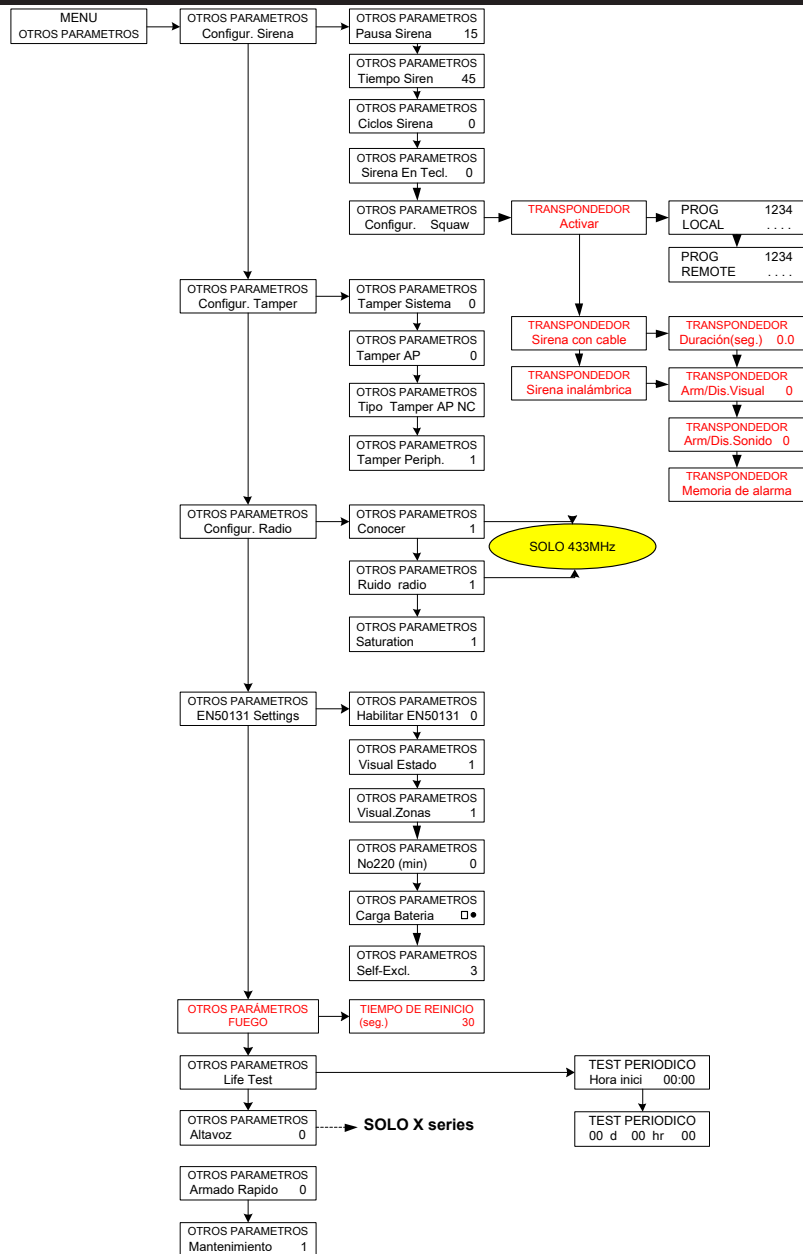 MENU
OTROS PARAMETROS
OTROS PARAMETROS
Configur. Sirena
OTROS PARAMETROS
Pausa Sirena 15
OTROS PARAMETROS
Tiempo Siren 45
OTROS PARAMETROS
Ciclos Sirena 0
OTROS PARAMETROS
Sirena En Tecl. 0
OTROS PARAMETROS
Configur. Squaw
TRANSPONDEDOR
Activar
PROG 1234
LOCAL . . . .
PROG 1234
REMOTE . . . .
TRANSPONDEDOR
Sirena con cable
TRANSPONDEDOR
Duración(seg.) 0.0
TRANSPONDEDOR
Sirena inalámbrica
TRANSPONDEDOR
Arm/Dis.Visual 0
TRANSPONDEDOR
Arm/Dis.Sonido 0
TRANSPONDEDOR
Memoria de alarma
OTROS PARAMETROS
Configur. Tamper
OTROS PARAMETROS
Tamper Sistema 0
OTROS PARAMETROS
Tamper AP 0
OTROS PARAMETROS
Tipo Tamper AP NC
OTROS PARAMETROS
Tamper Periph. 1
OTROS PARAMETROS
Configur. Radio
OTROS PARAMETROS
Conocer 1
SOLO 433MHz
OTROS PARAMETROS
Ruido radio 1
OTROS PARAMETROS
Saturation 1
OTROS PARAMETROS
EN50131 Settings
OTROS PARAMETROS
Habilitar EN50131 0
OTROS PARAMETROS
Visual Estado 1
OTROS PARAMETROS
Visual.Zonas 1
OTROS PARAMETROS
No220 (min) 0
OTROS PARAMETROS
Carga Bateria □●
OTROS PARAMETROS
Self-Excl. 3
OTROS PARÁMETROS
FUEGO
TIEMPO DE REINICIO
(seg.) 30
OTROS PARAMETROS
Life Test
TEST PERIODICO
Hora inici 00:00
TEST PERIODICO
00 d 00 hr 00
OTROS PARAMETROS
Altavoz 0
SOLO X series
OTROS PARAMETROS
Armado Rapido 0
OTROS PARAMETROS
Mantenimiento 1